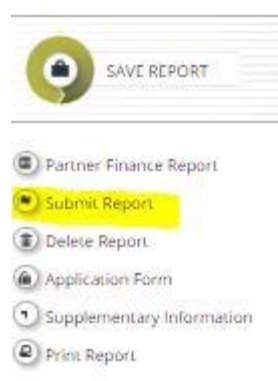 SAVE REPORT
Partner Finance Report
Submit Report
Delete Report
Application Form
Supplementary Information
Print Report